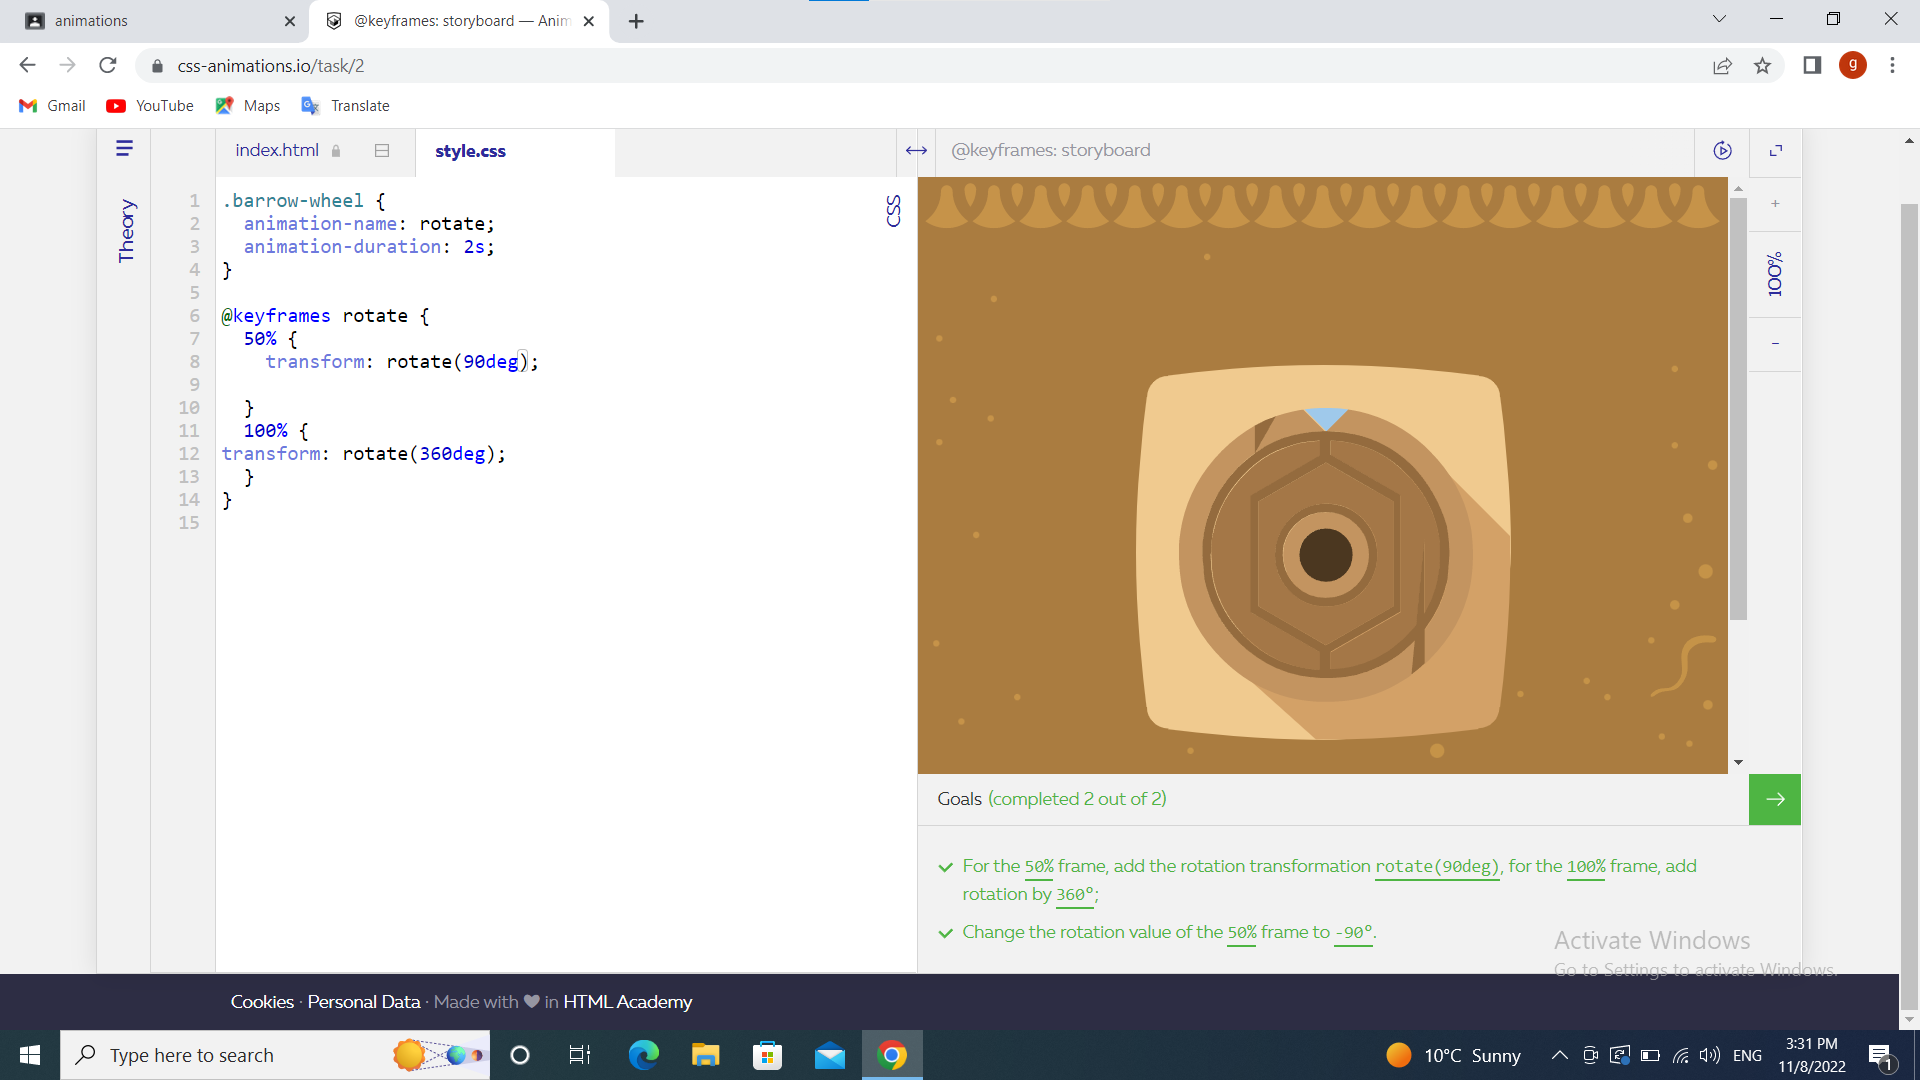 animations
@keyframes: storyboard — Anim
css-animations.io/task/2
g
Gmail
YouTube
Maps
Translate
index.html
style.css
@keyframes: storyboard
Theory
CSS
+
100%
-
1 .barrow-wheel {
2 animation-name: rotate;
3 animation-duration: 2s;
4 }
5
6 @keyframes rotate {
7 50% {
8 transform: rotate(90deg);
9
10 }
11 100% {
12 transform: rotate(360deg);
13 }
14 }
15
Goals (completed 2 out of 2)
For the 50% frame, add the rotation transformation rotate(90deg), for the 100% frame, add
rotation by 360°;
Change the rotation value of the 50% frame to -90°.
Activate Windows
Go to Settings to activate Windows.
Cookies · Personal Data · Made with in HTML Academy
Type here to search
10°C Sunny
ENG
3:31 PM
11/8/2022
1